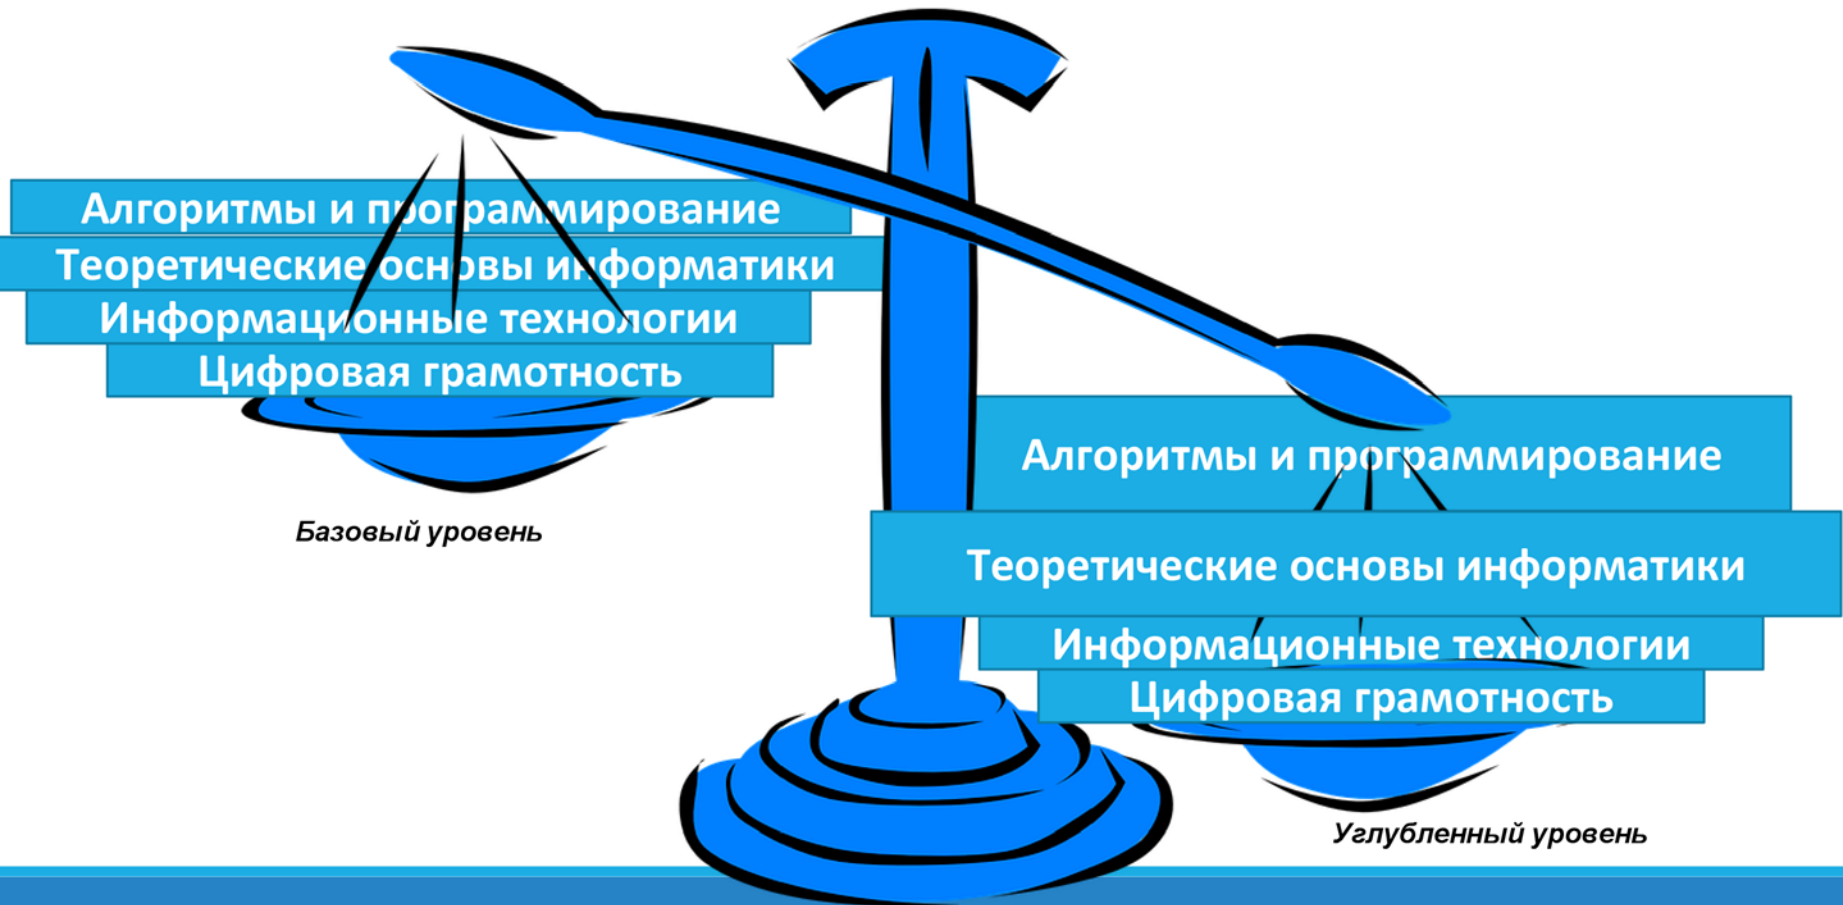 Алгоритмы и программирование
Теоретические основы информатики
Информационные технологии
Цифровая грамотность
Базовый уровень
Алгоритмы и программирование
Теоретические основы информатики
Информационные технологии
Цифровая грамотность
Углубленный уровень